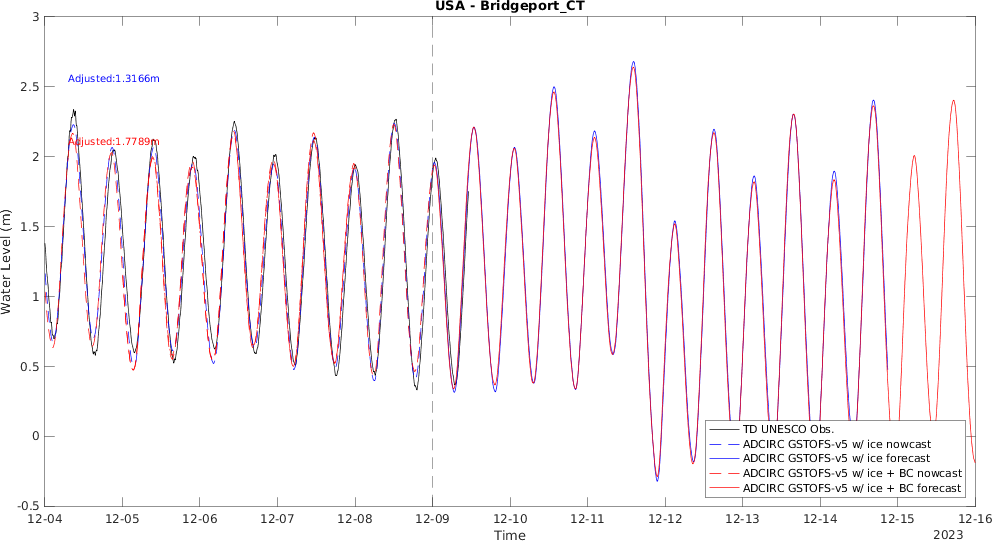 USA - Bridgeport_CT
3
2.5
2
1.5
1
0.5
0
-0.5
Water Level (m)
Adjusted:1.3166m
Adjusted:1.7789m
TD UNESCO Obs.
ADCIRC GSTOFS-v5 w/ ice nowcast
ADCIRC GSTOFS-v5 w/ ice forecast
ADCIRC GSTOFS-v5 w/ ice + BC nowcast
ADCIRC GSTOFS-v5 w/ ice + BC forecast
12-04 12-05 12-06 12-07 12-08 12-09 12-10 12-11 12-12 12-13 12-14 12-15 12-16
Time
2023